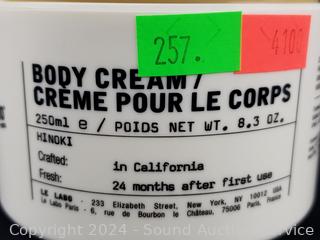 257.
4100
BODY CREAM /
CRÈME POUR LE CORPS
250ml e / POIDS NET WT. 8.3 OZ.
HINOKI
Crafted: in California
Fresh: 24 months after first use
LE LABO - 233 Elizabeth Street, New York, NY 10012 USA
Le Labo Paris - 6, rue de Bourbon le Château, 75006 Paris, France
Copyright 2024 - Sound Auction Service